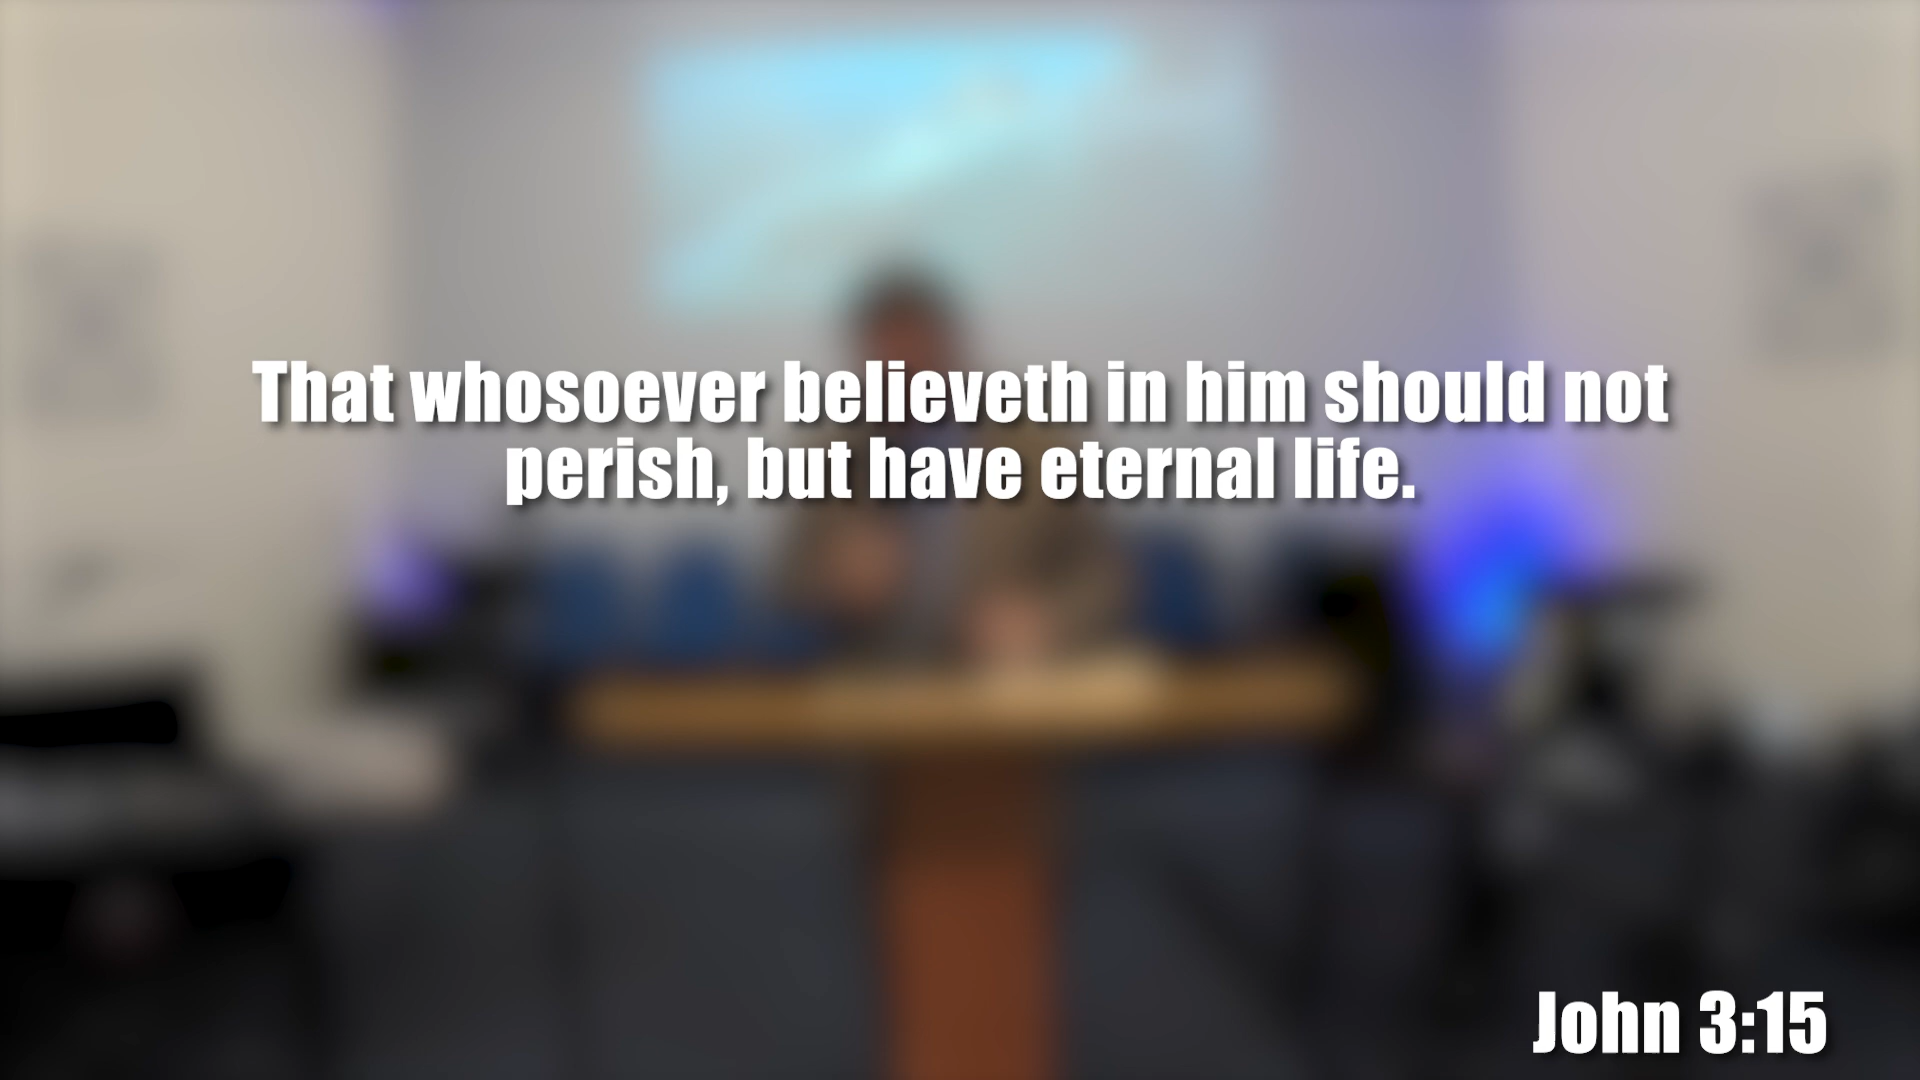 That whosoever believeth in him should not
perish, but have eternal life.
John 3:15